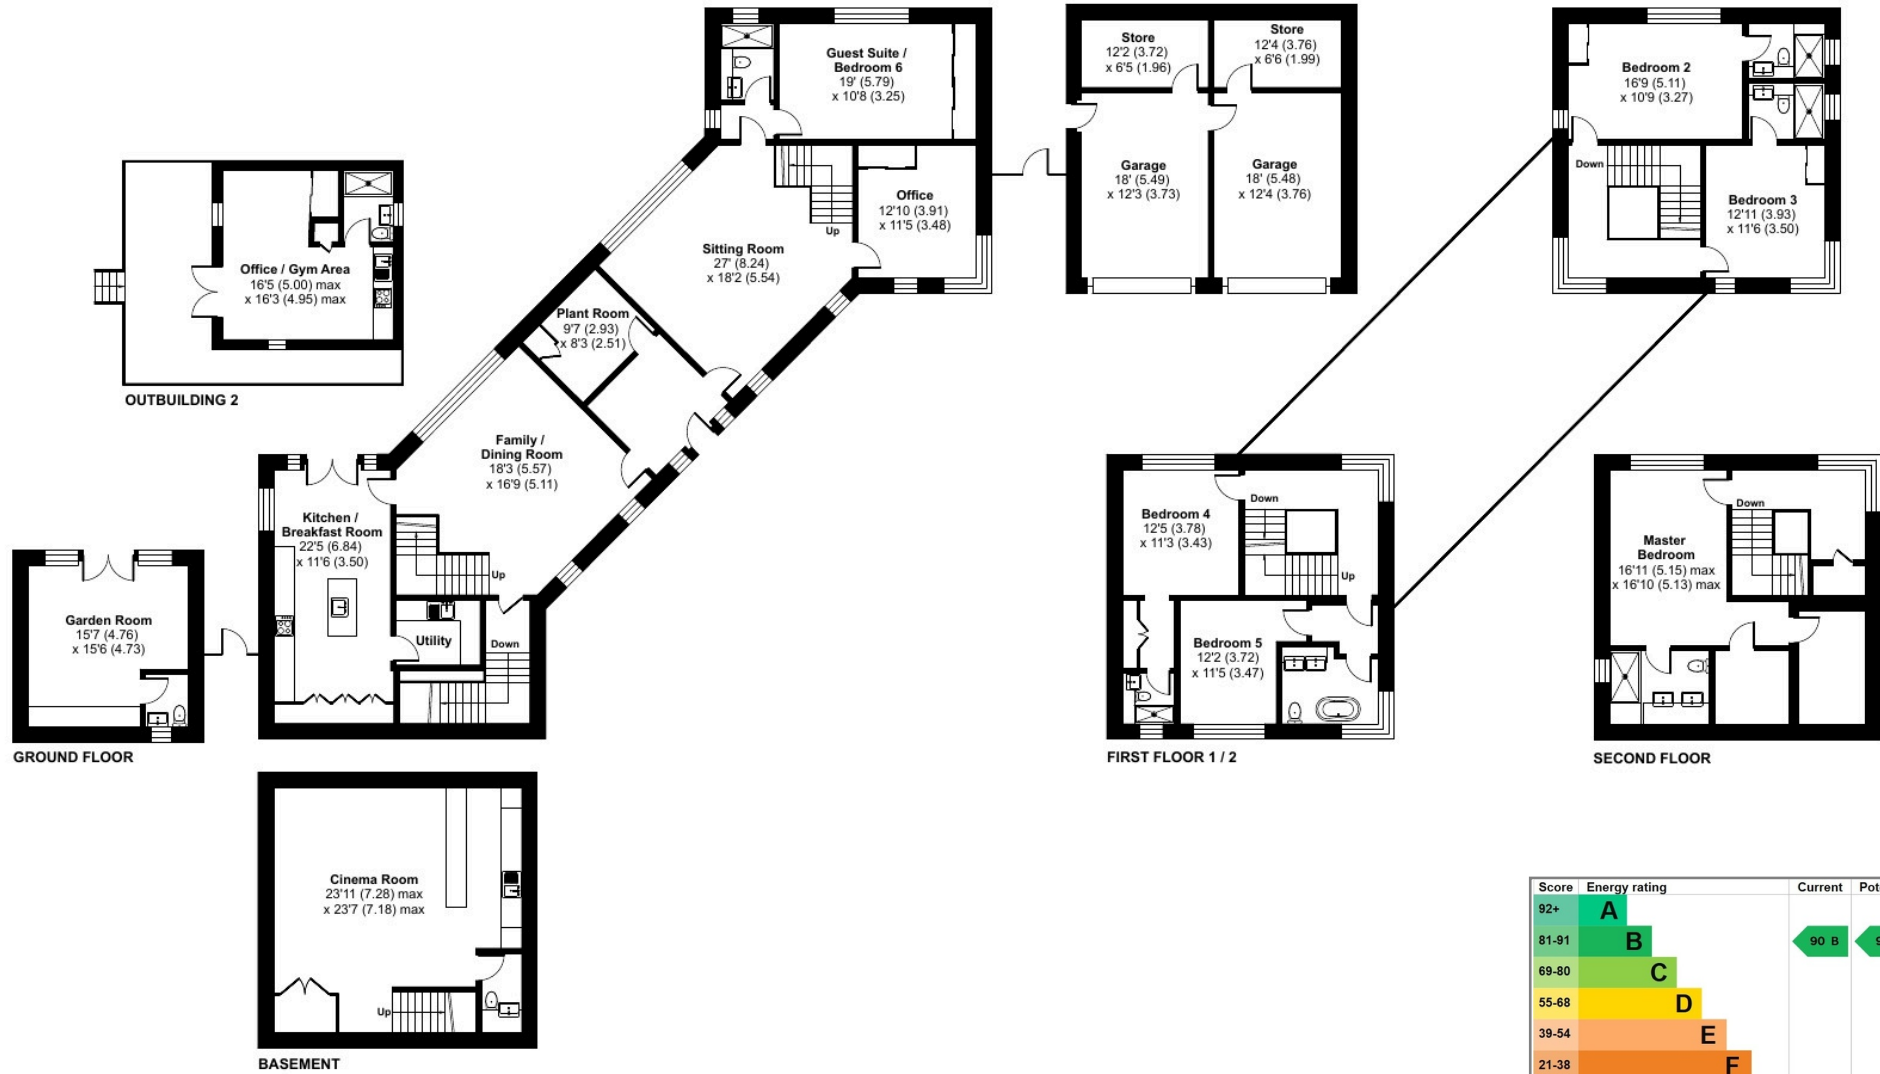 Guest Suite /
Bedroom 6
19' (5.79)
x 10'8 (3.25)
Store
12'2 (3.72)
x 6'5 (1.96)
Store
12'4 (3.76)
x 6'6 (1.99)
Bedroom 2
16'9 (5.11)
x 10'9 (3.27)
Garage
18' (5.49)
x 12'3 (3.73)
Garage
18' (5.48)
x 12'4 (3.76)
Down
Bedroom 3
12'11 (3.93)
x 11'6 (3.50)
Office
12'10 (3.91)
x 11'5 (3.48)
Up
Sitting Room
27' (8.24)
x 18'2 (5.54)
Office / Gym Area
16'5 (5.00) max
x 16'3 (4.95) max
OUTBUILDING 2
Plant Room
9'7 (2.93)
x 8'3 (2.51)
Family /
Dining Room
18'3 (5.57)
x 16'9 (5.11)
Kitchen /
Breakfast Room
22'5 (6.84)
x 11'6 (3.50)
Up
Utility
Down
Garden Room
15'7 (4.76)
x 15'6 (4.73)
GROUND FLOOR
Bedroom 4
12'5 (3.78)
x 11'3 (3.43)
Down
Up
Bedroom 5
12'2 (3.72)
x 11'5 (3.47)
FIRST FLOOR 1 / 2
Down
Master
Bedroom
16'11 (5.15) max
x 16'10 (5.13) max
SECOND FLOOR
Cinema Room
23'11 (7.28) max
x 23'7 (7.18) max
Up
BASEMENT
Score Energy rating Current
92+ A
81-91 B 90 B
69-80 C
55-68 D
39-54 E
21-38 F